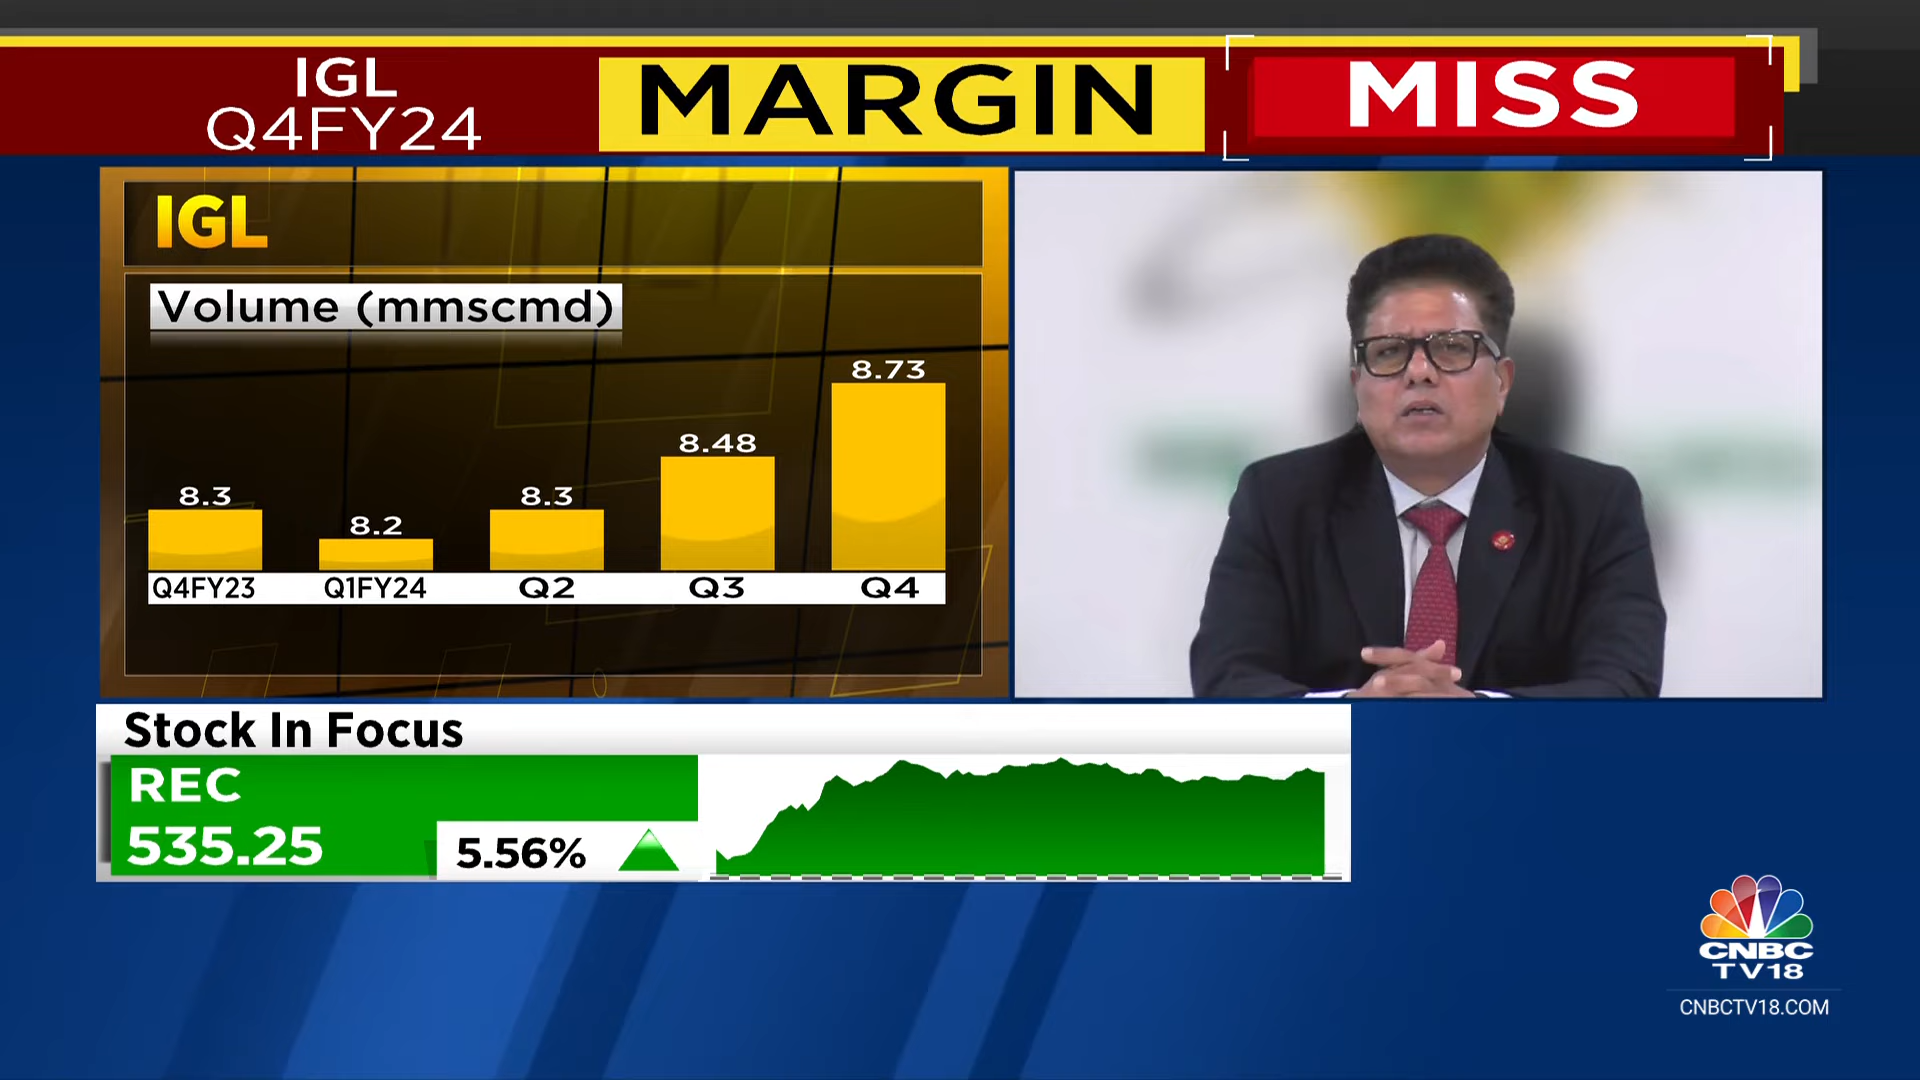 IGL
Q4FY24
MARGIN
MISS
IGL
Volume (mmscmd)
8.3
8.2
8.3
8.48
8.73
Q4FY23
Q1FY24
Q2
Q3
Q4
Stock In Focus
REC
535.25
5.56%
CNBC
TV18
CNBCTV18.COM